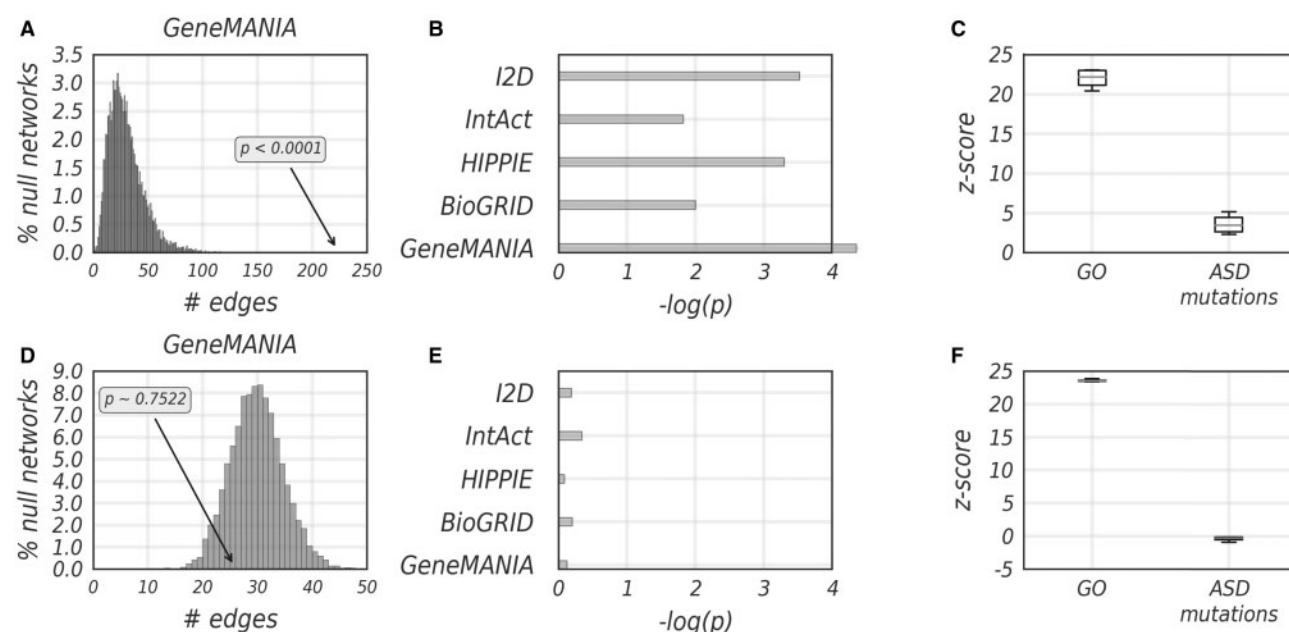 A
GeneMANIA
3.5
3.0
2.5
2.0
1.5
1.0
0.5
0.0
% null networks
p < 0.0001
0 50 100 150 200 250
# edges
B
I2D
IntAct
HIPPIE
BioGRID
GeneMANIA
0 1 2 3 4
-log(p)
C
25
20
15
10
5
0
z-score
GO ASD
mutations
D
GeneMANIA
9.0
8.0
7.0
6.0
5.0
4.0
3.0
2.0
1.0
0.0
% null networks
p ~ 0.7522
0 10 20 30 40 50
# edges
E
I2D
IntAct
HIPPIE
BioGRID
GeneMANIA
0 1 2 3 4
-log(p)
F
25
20
15
10
5
0
-5
z-score
GO ASD
mutations